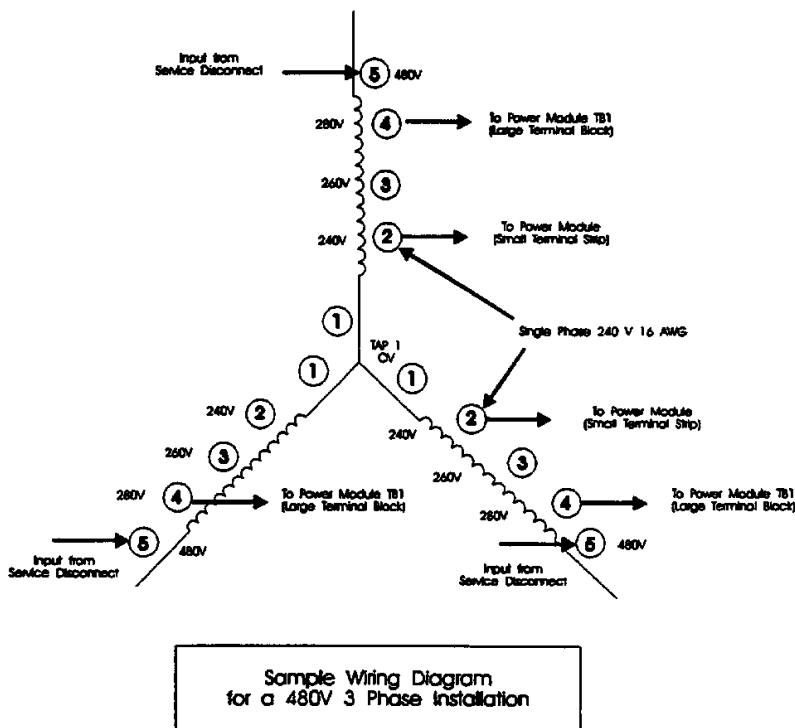 Input from
Service Disconnect
5 480V
280V 4
To Power Module TB1
(Large Terminal Block)
260V 3
240V 2
To Power Module
(Small Terminal Strip)
1
Single Phase 240 V 16 AWG
TAP 1
0V
1
1
240V 2
2
To Power Module
(Small Terminal Strip)
240V
260V 3
260V
3
280V 4
To Power Module TB1
(Large Terminal Block)
280V
4
To Power Module TB1
(Large Terminal Block)
5
480V
Input from
Service Disconnect
5 480V
Input from
Service Disconnect
Sample Wiring Diagram
for a 480V 3 Phase Installation